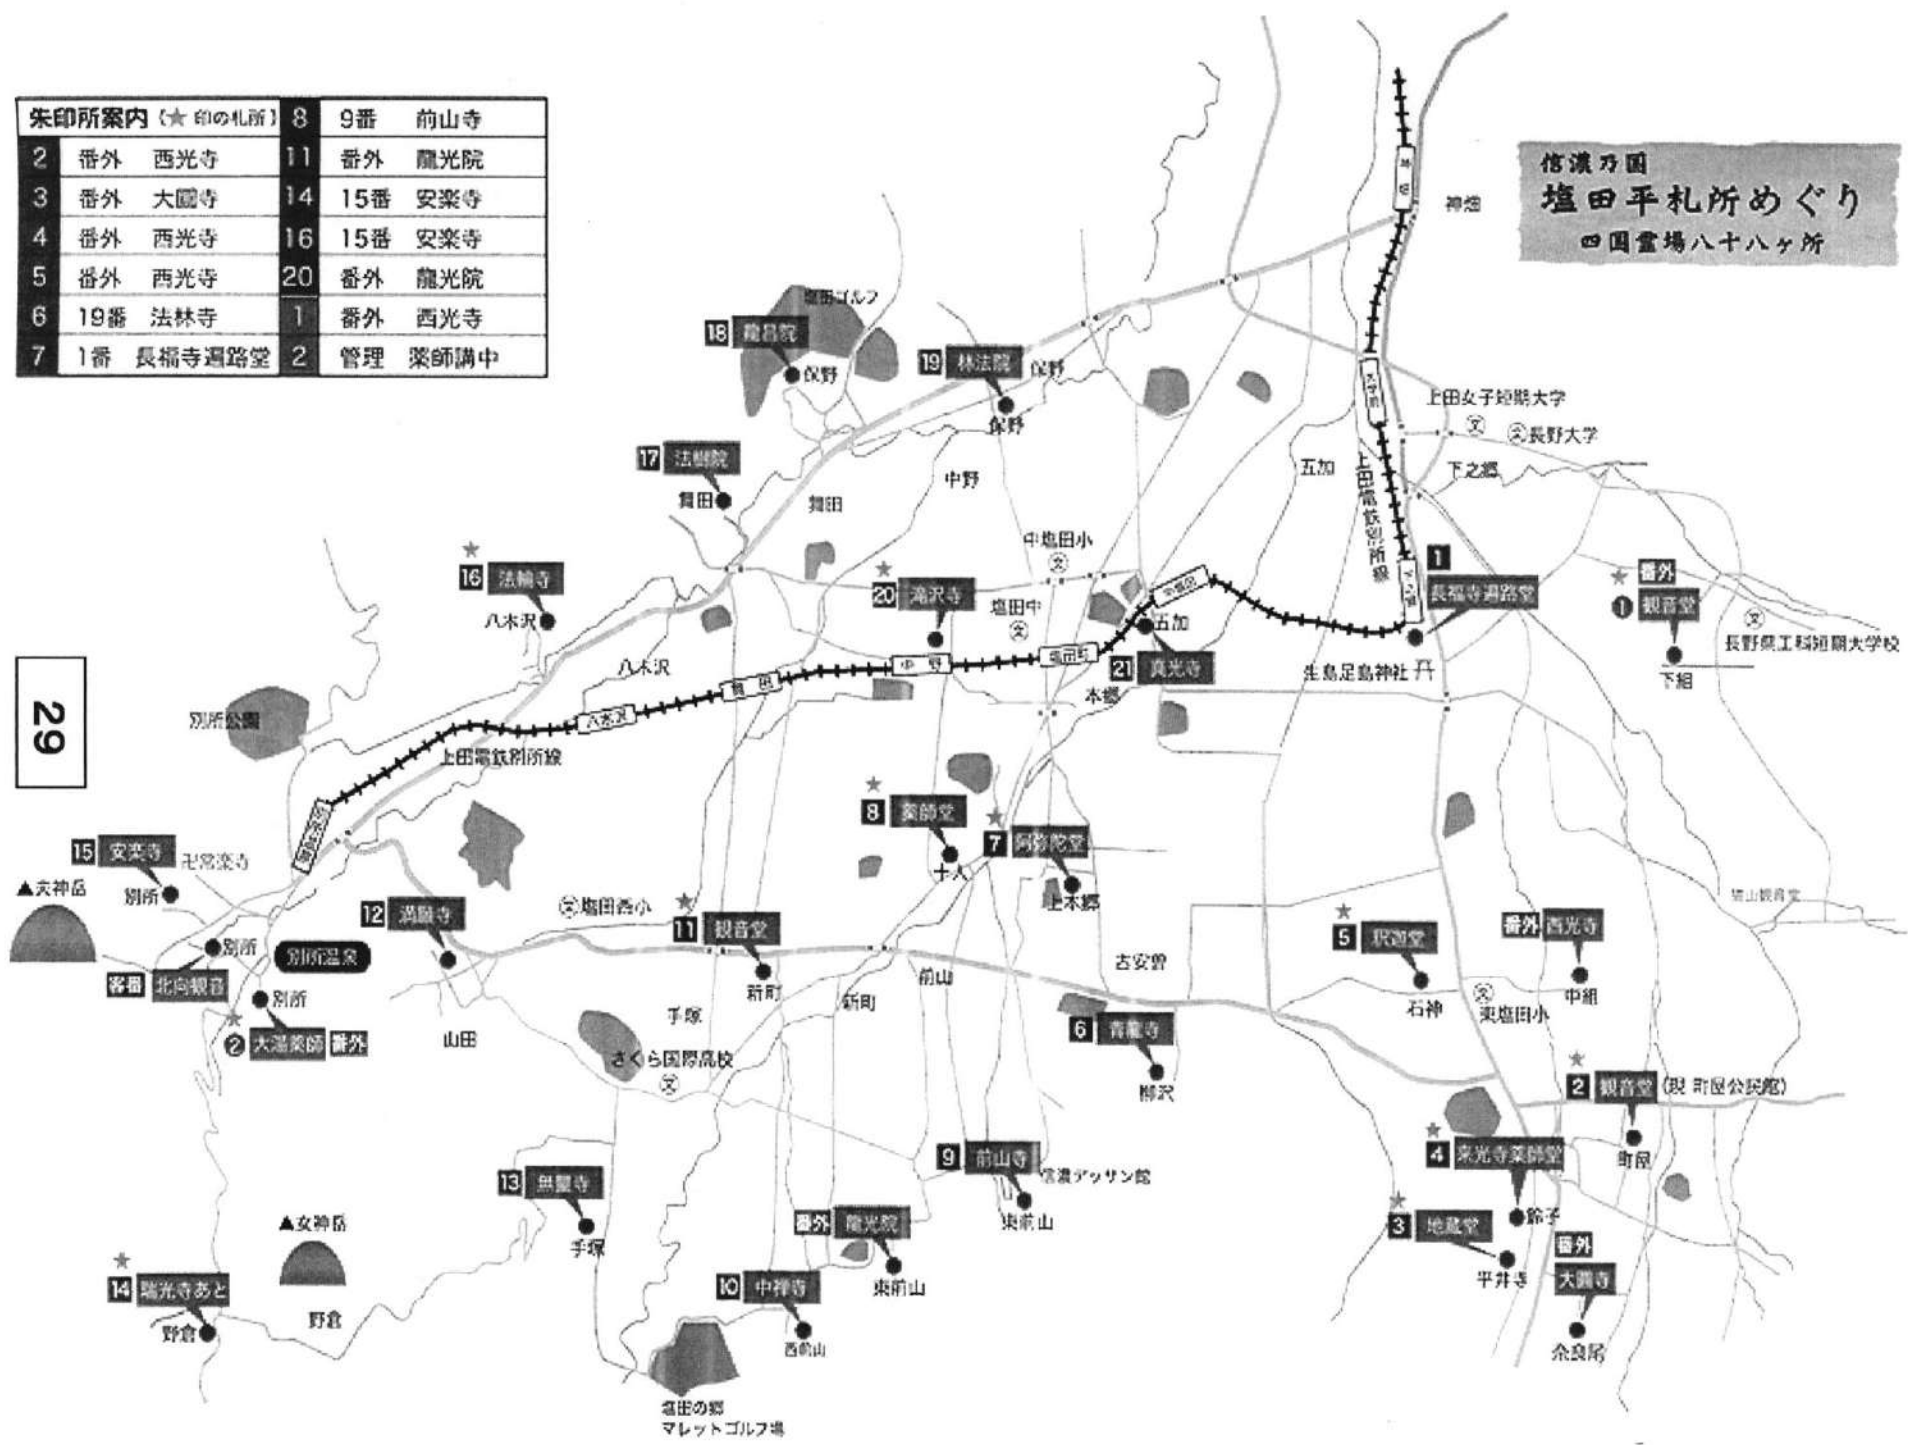 朱印所案内(★印の札所)
2 番外 西光寺
3 番外 大圓寺
4 番外 西光寺
5 番外 西光寺
6 19番 法林寺
7 1番 長福寺遍路堂
8 9番 前山寺
11 番外 龍光院
14 15番 安楽寺
16 15番 安楽寺
20 番外 龍光院
1 番外 西光寺
2 管理 薬師講中
信濃乃国
塩田平札所めぐり
四国霊場八十八ヶ所
神畑
塩田ゴルフ
18 龍昌院
保野
19 林法院
保野
保野
上田女子短期大学
文
文 長野大学
下之郷
五加
上田電鉄別所線
17 法樹院
舞田
舞田
中野
中塩田小
文
★
16 法輪寺
八木沢
八木沢
★
20 滝沢寺
塩田中
文
五加
21 真光寺
本郷
1
長福寺遍路堂
生島足島神社
★ 番外
1 観音堂
下組
文
長野県工科短期大学校
中野
塩田町
舞田
八木沢
上田電鉄別所線
別所公園
29
15 安楽寺
卍常楽寺
別所
▲女神岳
別所
客番 北向観音
別所温泉
別所
★
2 大湯薬師 番外
12 満願寺
山田
文 塩田西小
★
11 観音堂
新町
手塚
新町
前山
★
8 薬師堂
十人
★
7 阿弥陀堂
上本郷
古安曽
6 青龍寺
柳沢
★
5 釈迦堂
石神
文
東塩田小
番外 西光寺
中組
★
2 観音堂 (現 町屋公民館)
町屋
★
4 来光寺薬師堂
鈴子
★
3 地蔵堂
平井寺
番外
大圓寺
奈良尾
さくら国際高校
文
13 無量寺
手塚
9 前山寺
信濃デッサン館
東前山
番外 龍光院
東前山
10 中禅寺
西前山
▲女神岳
野倉
★
14 瑞光寺あと
野倉
塩田の郷
マレットゴルフ場